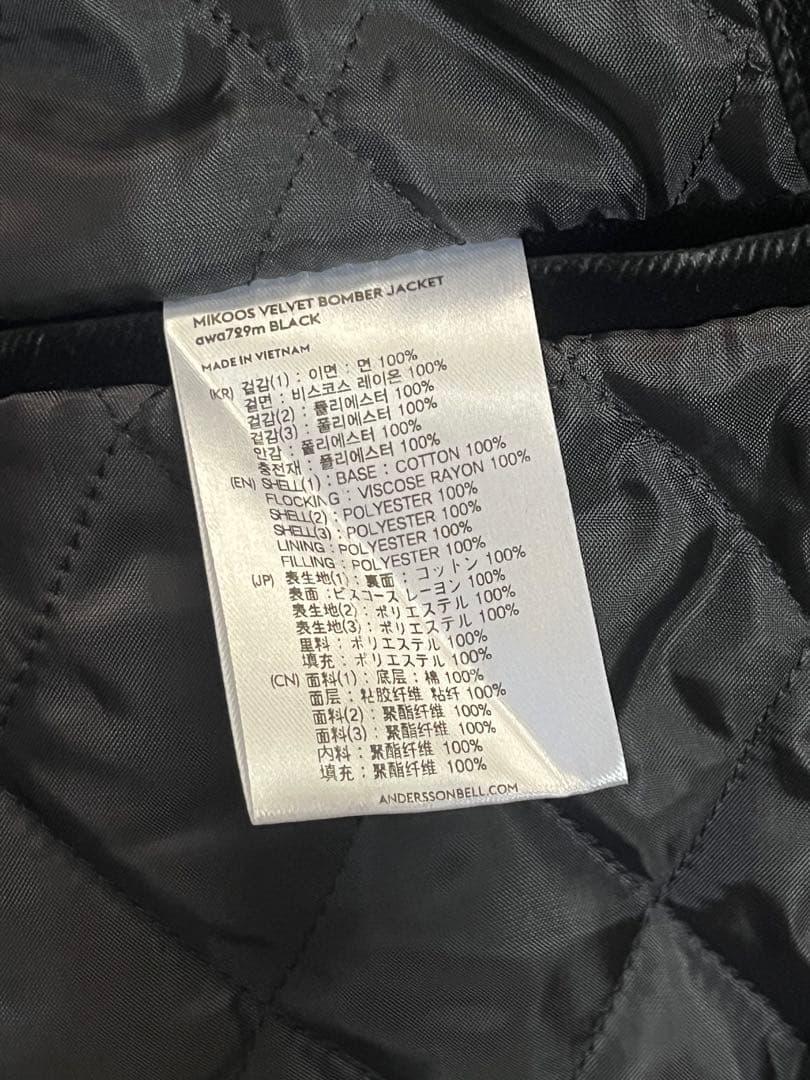 MIKOOS VELVET BOMBER JACKET
awa729m BLACK
MADE IN VIETNAM
(KR) 겉감(1) : 이면 : 면 100%
겉면 : 비스코스 레이온 100%
겉감(2) : 폴리에스터 100%
겉감(3) : 폴리에스터 100%
안감 : 폴리에스터 100%
충전재 : 폴리에스터 100%
(EN) SHELL(1) : BASE : COTTON 100%
FLOCKING : VISCOSE RAYON 100%
SHELL(2) : POLYESTER 100%
SHELL(3) : POLYESTER 100%
LINING : POLYESTER 100%
FILLING : POLYESTER 100%
(JP) 表生地(1) : 裏面 : コットン 100%
表面 : ビスコース レーヨン 100%
表生地(2) : ポリエステル 100%
表生地(3) : ポリエステル 100%
里料 : ポリエステル 100%
填充 : ポリエステル 100%
(CN) 面料(1) : 底层 : 棉 100%
面层 : 粘胶纤维 粘纤 100%
面料(2) : 聚酯纤维 100%
面料(3) : 聚酯纤维 100%
内料 : 聚酯纤维 100%
填充 : 聚酯纤维 100%
ANDERSSONBELL.COM